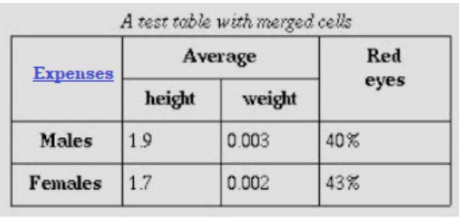 A test table with merged cells
Expenses Average Red eyes
height weight
Males 1.9 0.003 40%
Females 1.7 0.002 43%